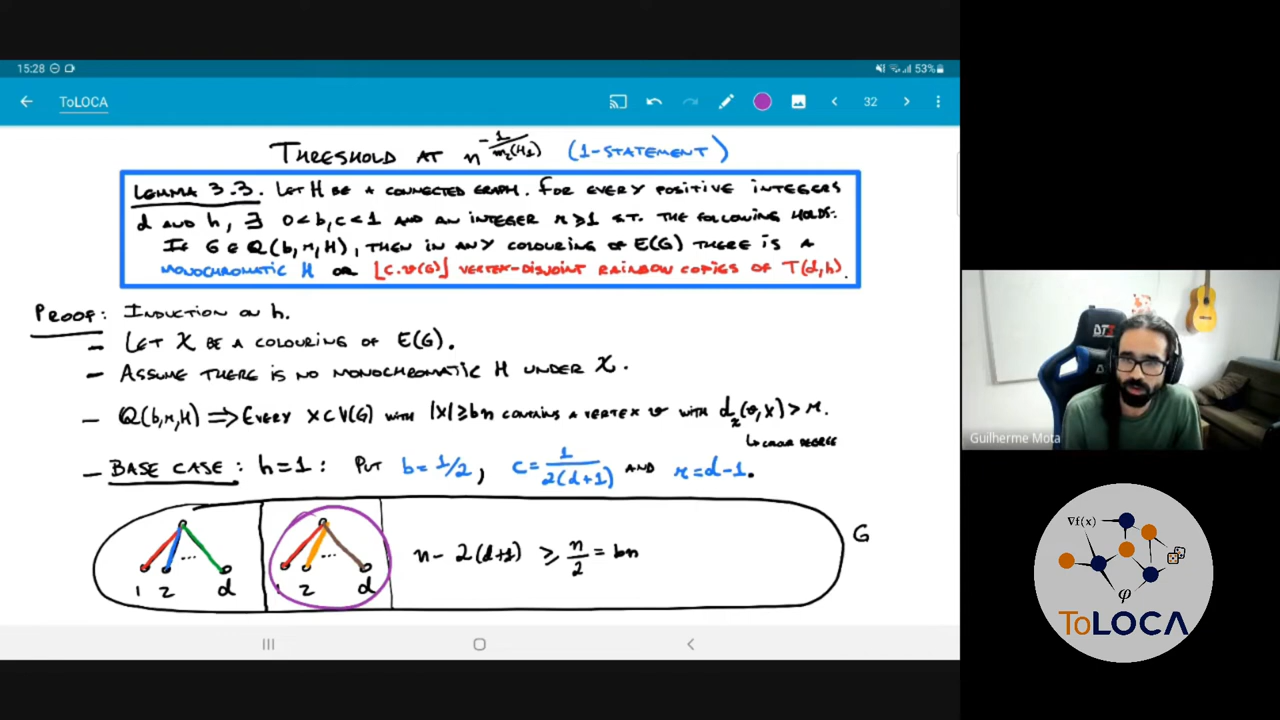 15:28
53%
ToLOCA
32
THRESHOLD AT n^{-1/m_2(H_1)} (1-STATEMENT)
LEMMA 3.3. LET H BE A CONNECTED GRAPH. FOR EVERY POSITIVE INTEGERS
d AND h, ∃ 0<b,c<1 AND AN INTEGER r≥1 S.T. THE FOLLOWING HOLDS:
IF G ∈ Q(b,r,H), THEN IN ANY COLOURING OF E(G) THERE IS A
MONOCHROMATIC H OR ⌊c·v(G)⌋ VERTEX-DISJOINT RAINBOW COPIES OF T(d,h).
PROOF: INDUCTION ON h.
– LET χ BE A COLOURING OF E(G).
– ASSUME THERE IS NO MONOCHROMATIC H UNDER χ.
– Q(b,r,H) ⟹ EVERY X⊂V(G) WITH |X|≥bn CONTAINS A VERTEX v WITH d_χ(v,X)>r.
↳COLOR DEGREE
– BASE CASE: h=1: PUT b=1/2, c=1/2(d+1) AND r=d-1.
1 2 ... d
1 2 ... d
n-2(d+1) ≥ n/2 = bn
G
Guilherme Mota
∇f(x)
φ
ToLOCA